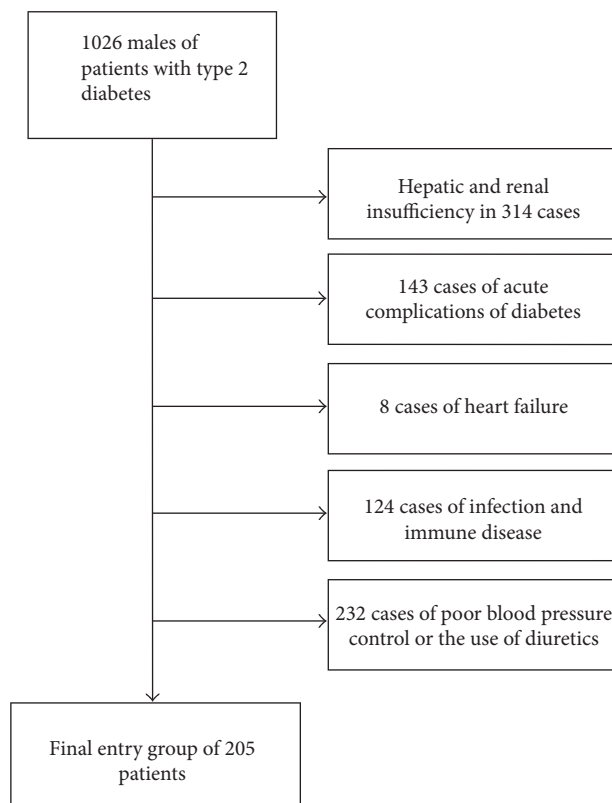 1026 males of
patients with type 2
diabetes
Hepatic and renal
insufficiency in 314 cases
143 cases of acute
complications of diabetes
8 cases of heart failure
124 cases of infection and
immune disease
232 cases of poor blood pressure
control or the use of diuretics
Final entry group of 205
patients